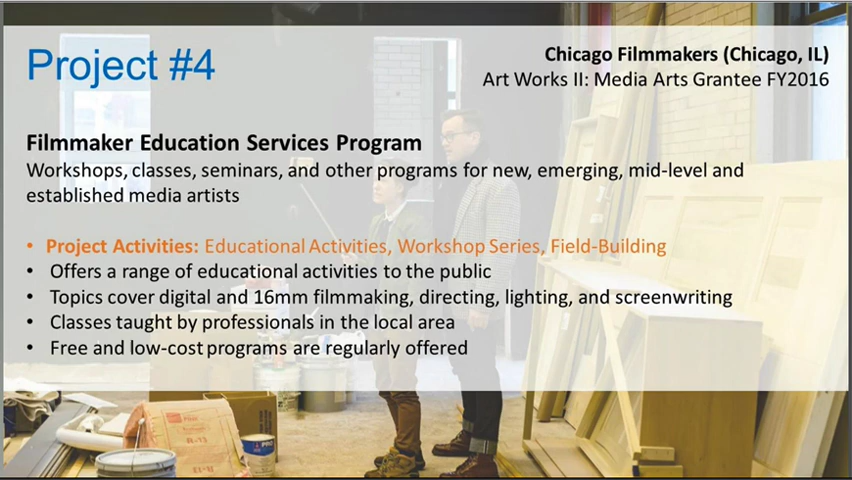 Project #4
Chicago Filmmakers (Chicago, IL)
Art Works II: Media Arts Grantee FY2016
Filmmaker Education Services Program
Workshops, classes, seminars, and other programs for new, emerging, mid-level and
established media artists
• Project Activities: Educational Activities, Workshop Series, Field-Building
• Offers a range of educational activities to the public
• Topics cover digital and 16mm filmmaking, directing, lighting, and screenwriting
• Classes taught by professionals in the local area
• Free and low-cost programs are regularly offered